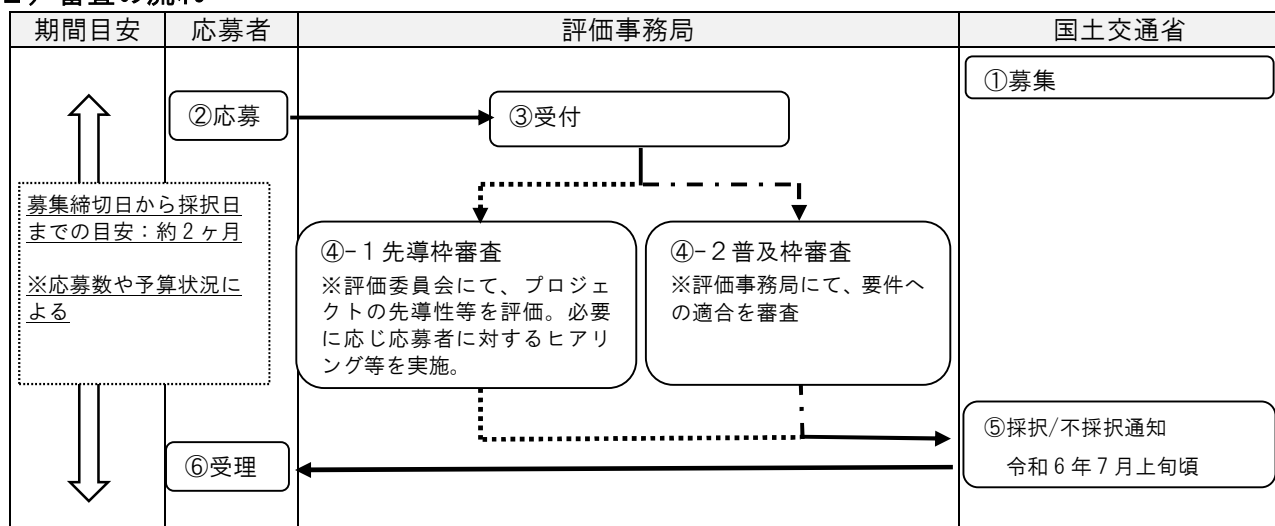 期間目安
応募者
評価事務局
国土交通省
①募集
②応募
③受付
募集締切日から採択日
までの目安：約２ヶ月
※応募数や予算状況に
よる
④-１先導枠審査
※評価委員会にて、プロジェ
クトの先導性等を評価。必要
に応じ応募者に対するヒアリ
ング等を実施。
④-２普及枠審査
※評価事務局にて、要件へ
の適合を審査
⑤採択/不採択通知
令和６年７月上旬頃
⑥受理